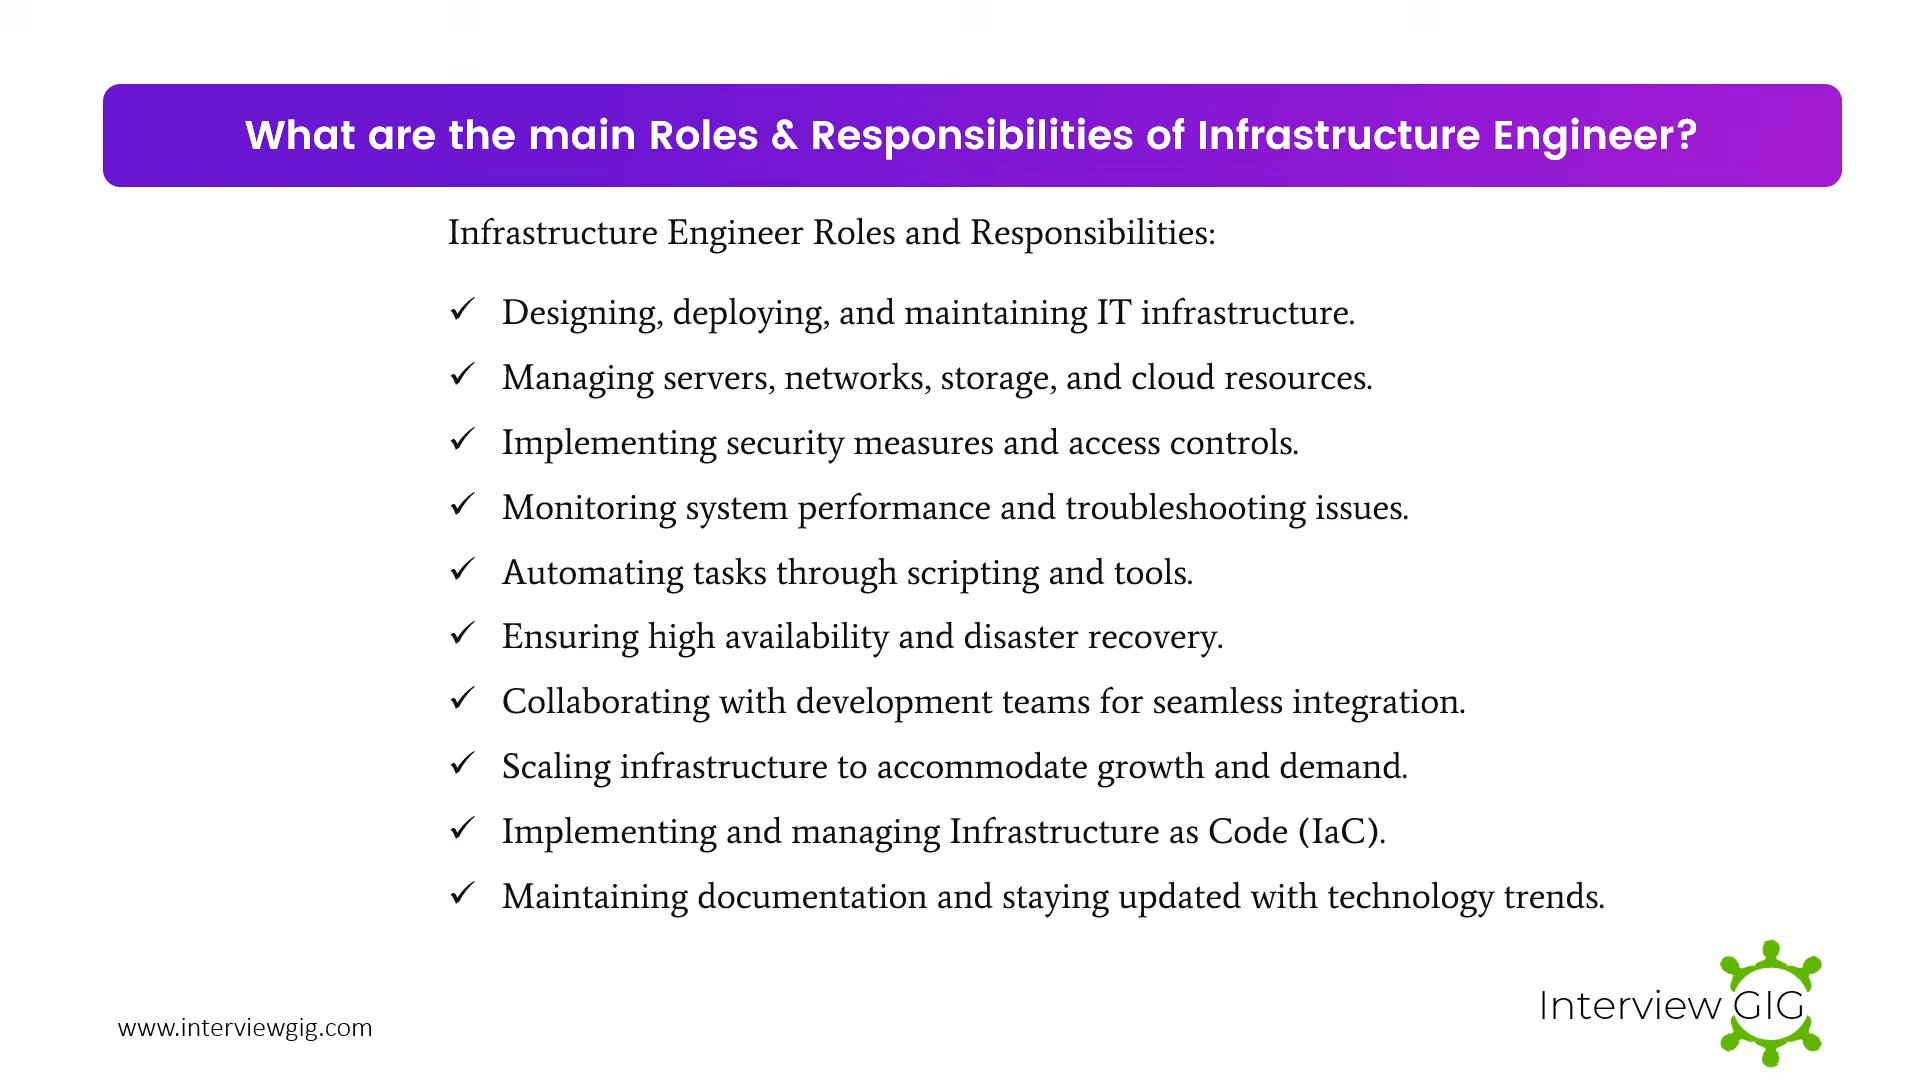 What are the main Roles & Responsibilities of Infrastructure Engineer?
Infrastructure Engineer Roles and Responsibilities:
✓ Designing, deploying, and maintaining IT infrastructure.
✓ Managing servers, networks, storage, and cloud resources.
✓ Implementing security measures and access controls.
✓ Monitoring system performance and troubleshooting issues.
✓ Automating tasks through scripting and tools.
✓ Ensuring high availability and disaster recovery.
✓ Collaborating with development teams for seamless integration.
✓ Scaling infrastructure to accommodate growth and demand.
✓ Implementing and managing Infrastructure as Code (IaC).
✓ Maintaining documentation and staying updated with technology trends.
Interview GIG
www.interviewgig.com